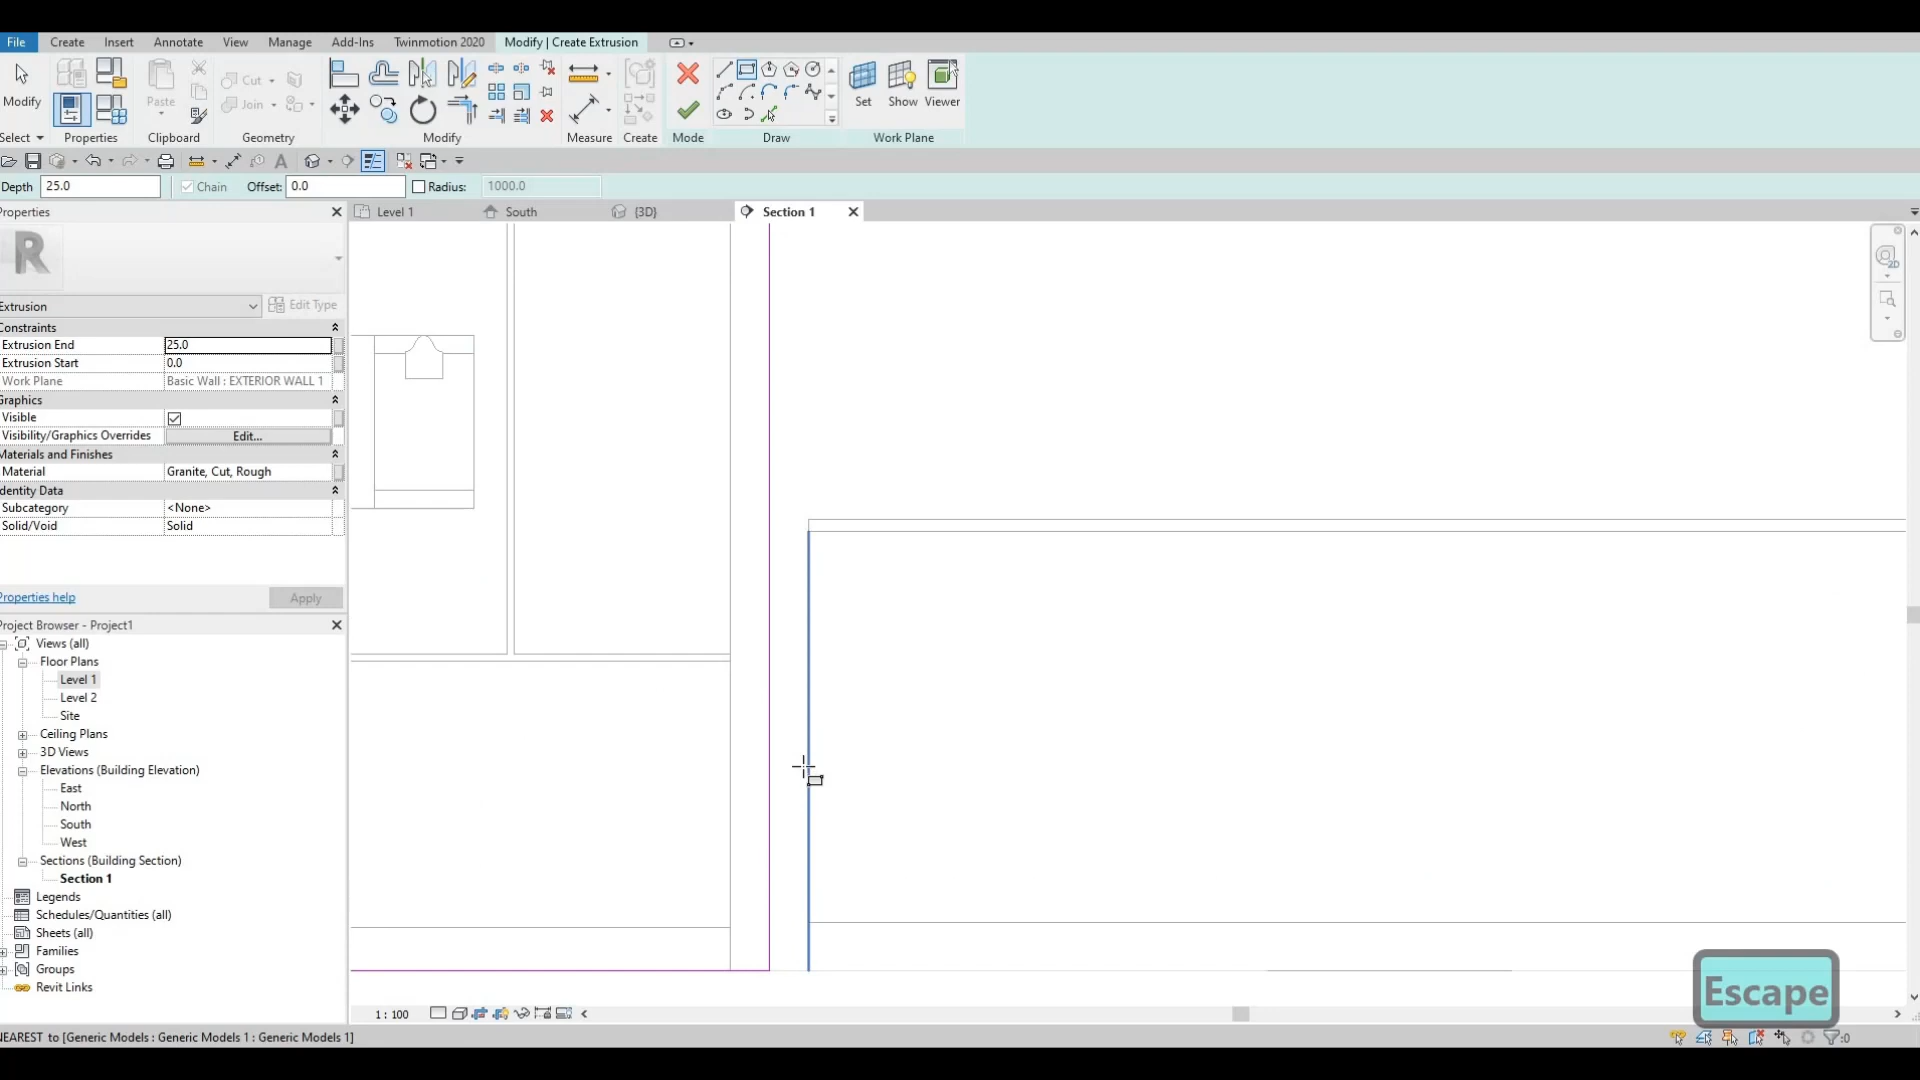 File Create Insert Annotate View Manage Add-Ins Twinmotion 2020 Modify | Create Extrusion
Modify Paste Cut Join Create Set Show Viewer
Select Properties Clipboard Geometry Modify Measure Create Mode Draw Work Plane
Depth 25.0 Chain Offset: 0.0 Radius: 1000.0
Properties
Level 1 South {3D} Section 1
R
Extrusion Edit Type
Constraints
Extrusion End 25.0
Extrusion Start 0.0
Work Plane Basic Wall : EXTERIOR WALL 1
Graphics
Visible
Visibility/Graphics Overrides Edit...
Materials and Finishes
Material Granite, Cut, Rough
Identity Data
Subcategory <None>
Solid/Void Solid
Properties help Apply
Project Browser - Project1
Views (all)
Floor Plans
Level 1
Level 2
Site
Ceiling Plans
3D Views
Elevations (Building Elevation)
East
North
South
West
Sections (Building Section)
Section 1
Legends
Schedules/Quantities (all)
Sheets (all)
Families
Groups
Revit Links
1 : 100
Escape
NEAREST to [Generic Models : Generic Models 1 : Generic Models 1]
:0
2D